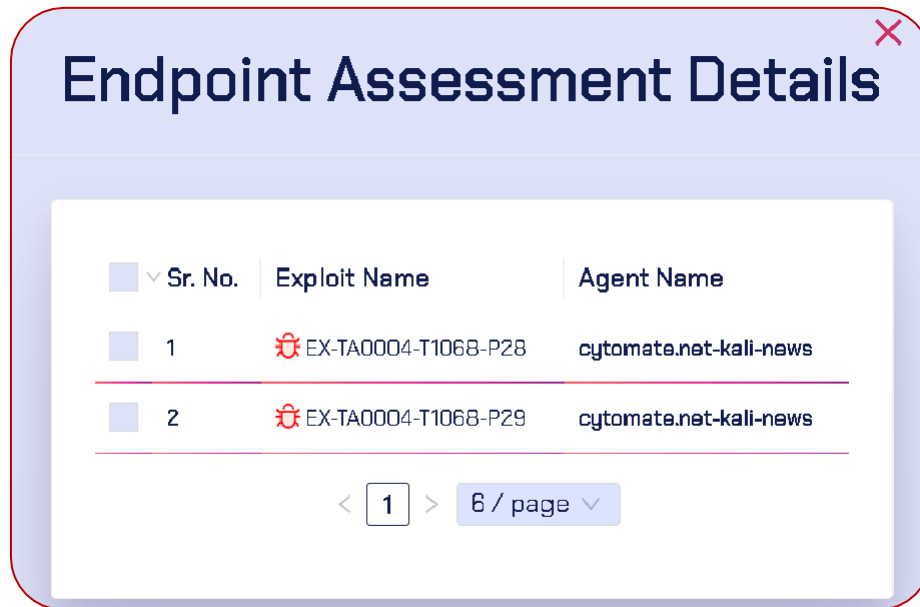 Endpoint Assessment Details
Sr. No. Exploit Name Agent Name
1 EX-TA0004-T1068-P28 cytomate.net-kali-news
2 EX-TA0004-T1068-P29 cytomate.net-kali-news
< 1 > 6 / page